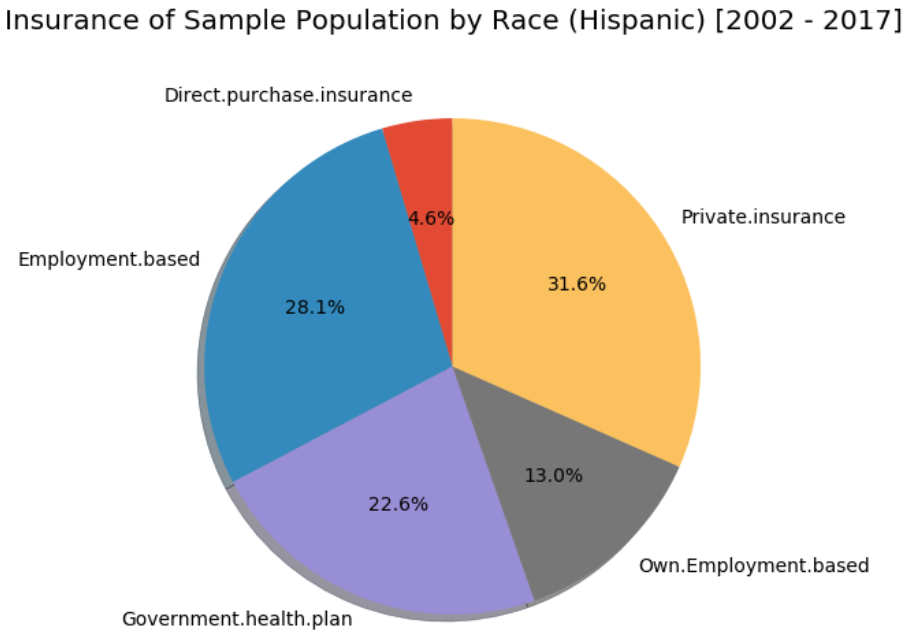 Insurance of Sample Population by Race (Hispanic) [2002 - 2017]
Direct.purchase.insurance
4.6%
Private.insurance
31.6%
Employment.based
28.1%
13.0%
22.6%
Own.Employment.based
Government.health.plan